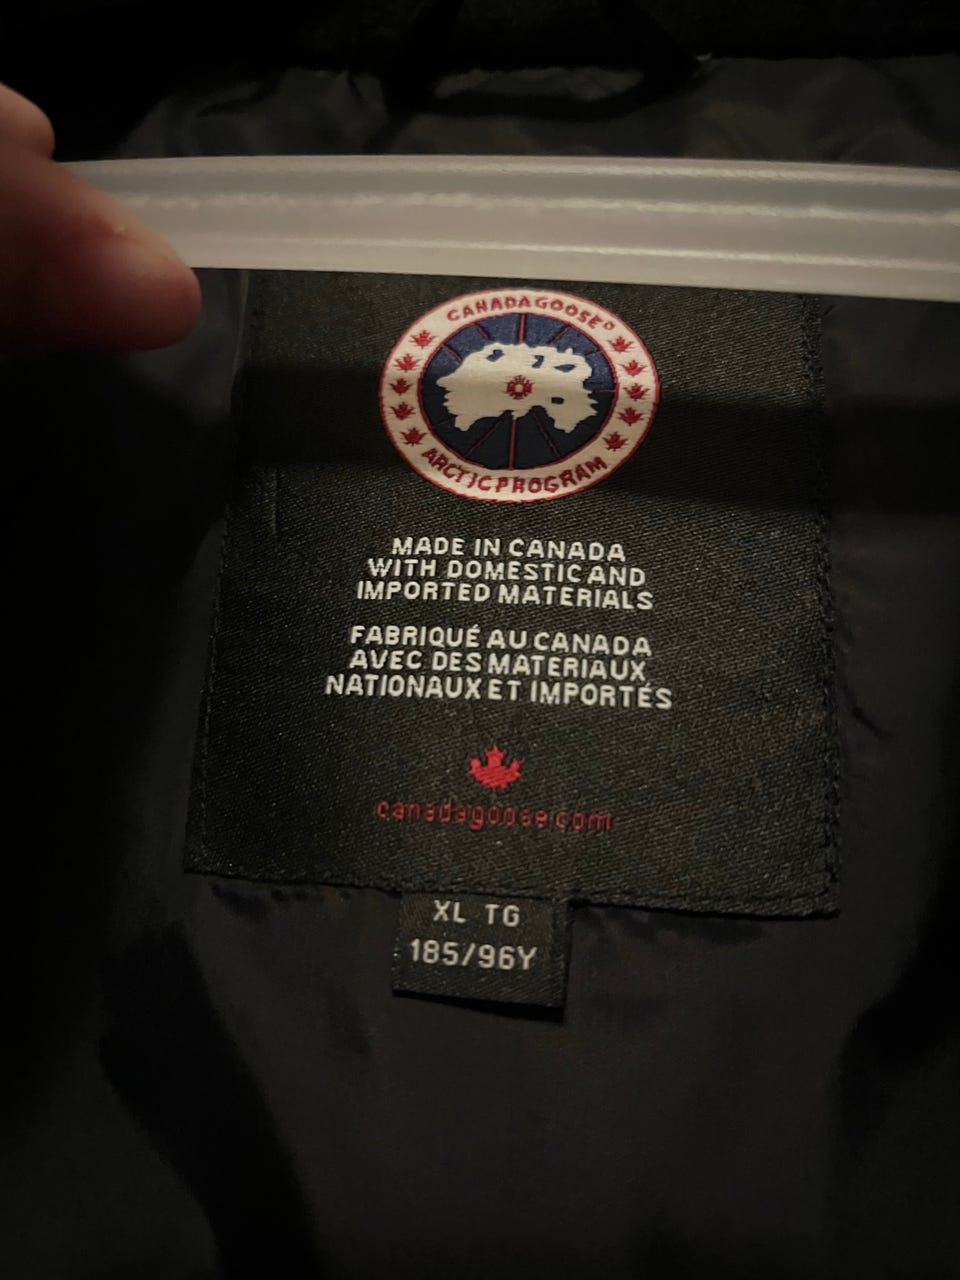 CANADA GOOSE®
ARCTIC PROGRAM
MADE IN CANADA
WITH DOMESTIC AND
IMPORTED MATERIALS
FABRIQUÉ AU CANADA
AVEC DES MATERIAUX
NATIONAUX ET IMPORTÉS
canadagoose.com
XL TG
185/96Y